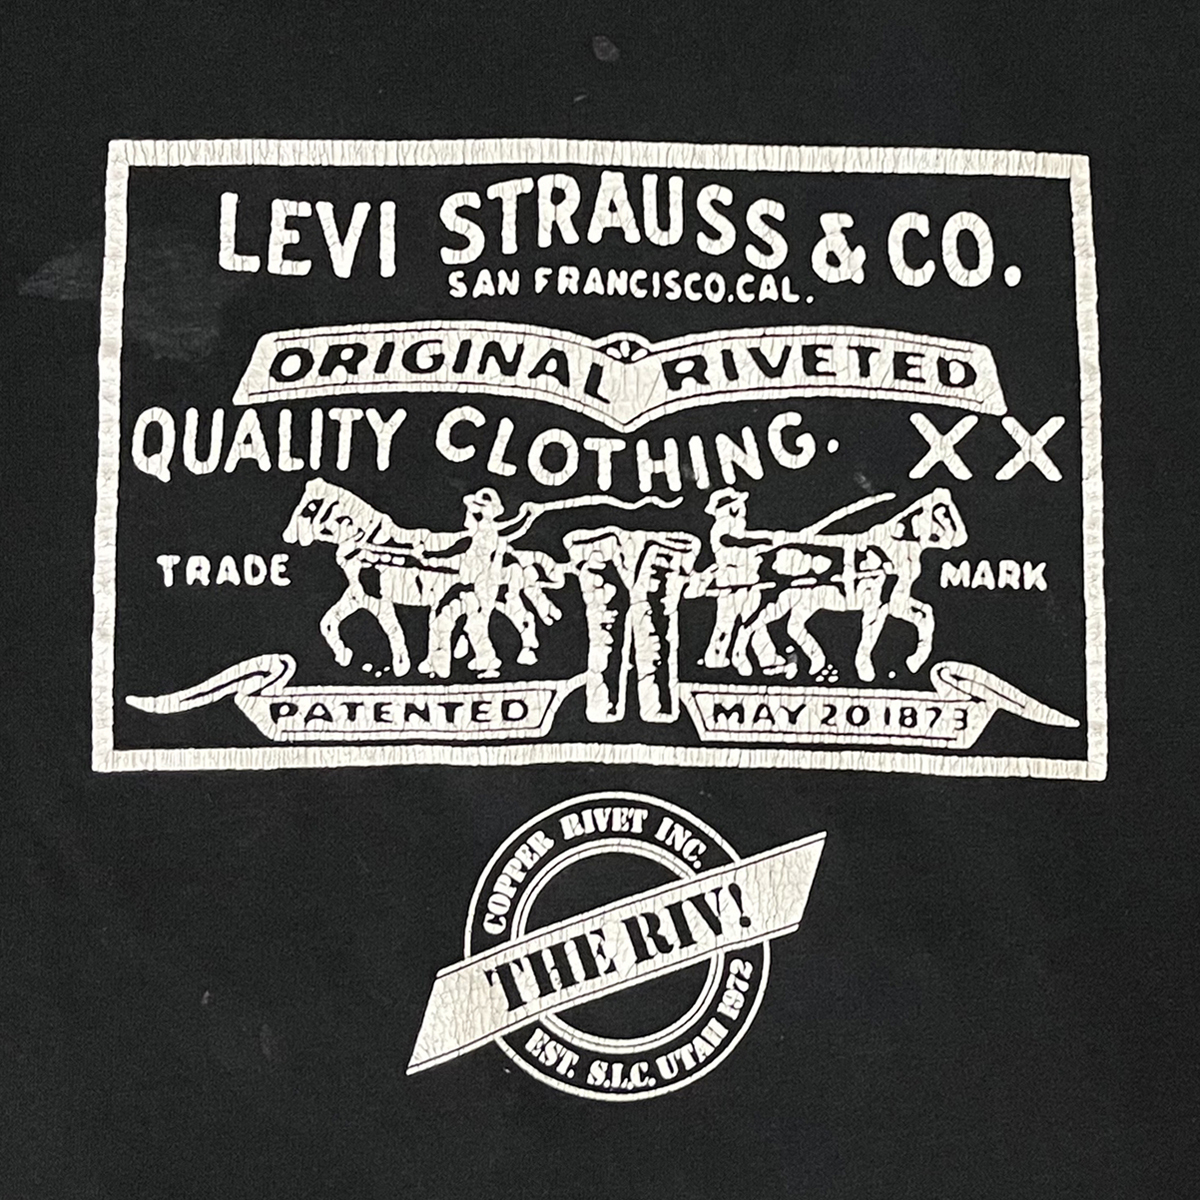 LEVI STRAUSS & CO.
SAN FRANCISCO.CAL.
ORIGINAL RIVETED
QUALITY CLOTHING. XX
TRADE MARK
PATENTED MAY 20 1873
COPPER RIVET INC.
THE RIV!
EST. S.L.C. UTAH 1972